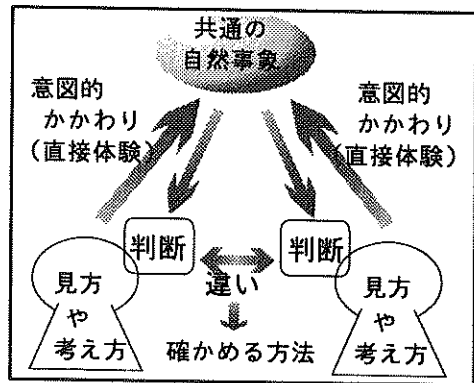 共通の
自然事象
意図的
かかわり
(直接体験)
意図的
かかわり
(直接体験)
判断
判断
違い
見方
や
考え方
確かめる方法
見方
や
考え方